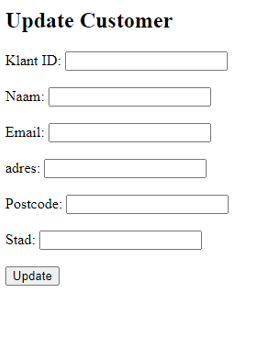 Update Customer
Klant ID:
Naam:
Email:
adres:
Postcode:
Stad:
Update